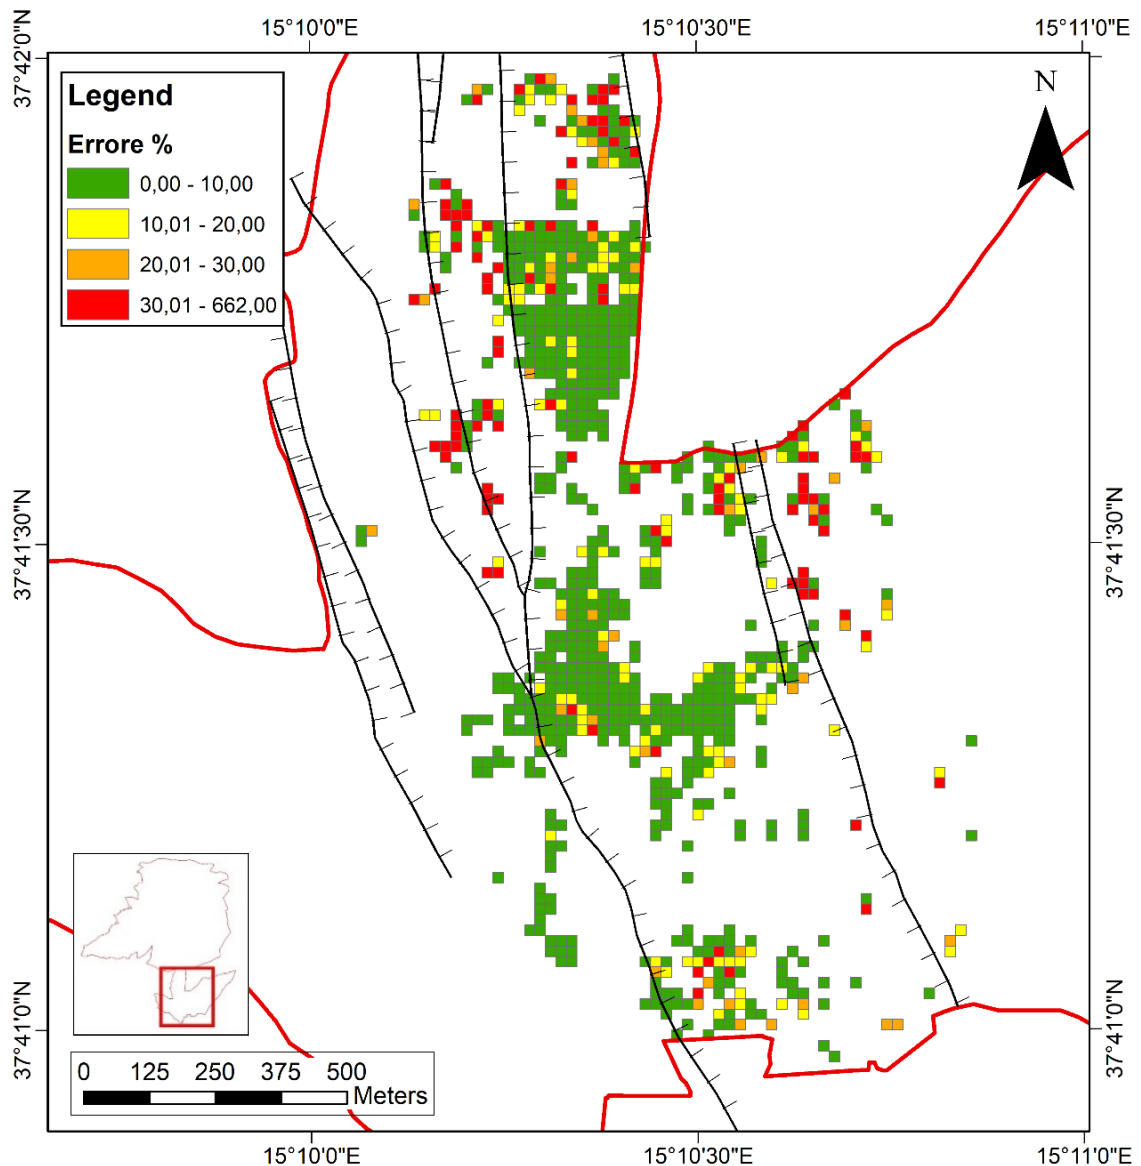 15°10'0"E 15°10'30"E 15°11'0"E
37°42'0"N
N
Legend
Errore %
0,00 - 10,00
10,01 - 20,00
20,01 - 30,00
30,01 - 662,00
37°41'30"N 37°41'30"N
37°41'0"N 37°41'0"N
0 125 250 375 500
Meters
15°10'0"E 15°10'30"E 15°11'0"E